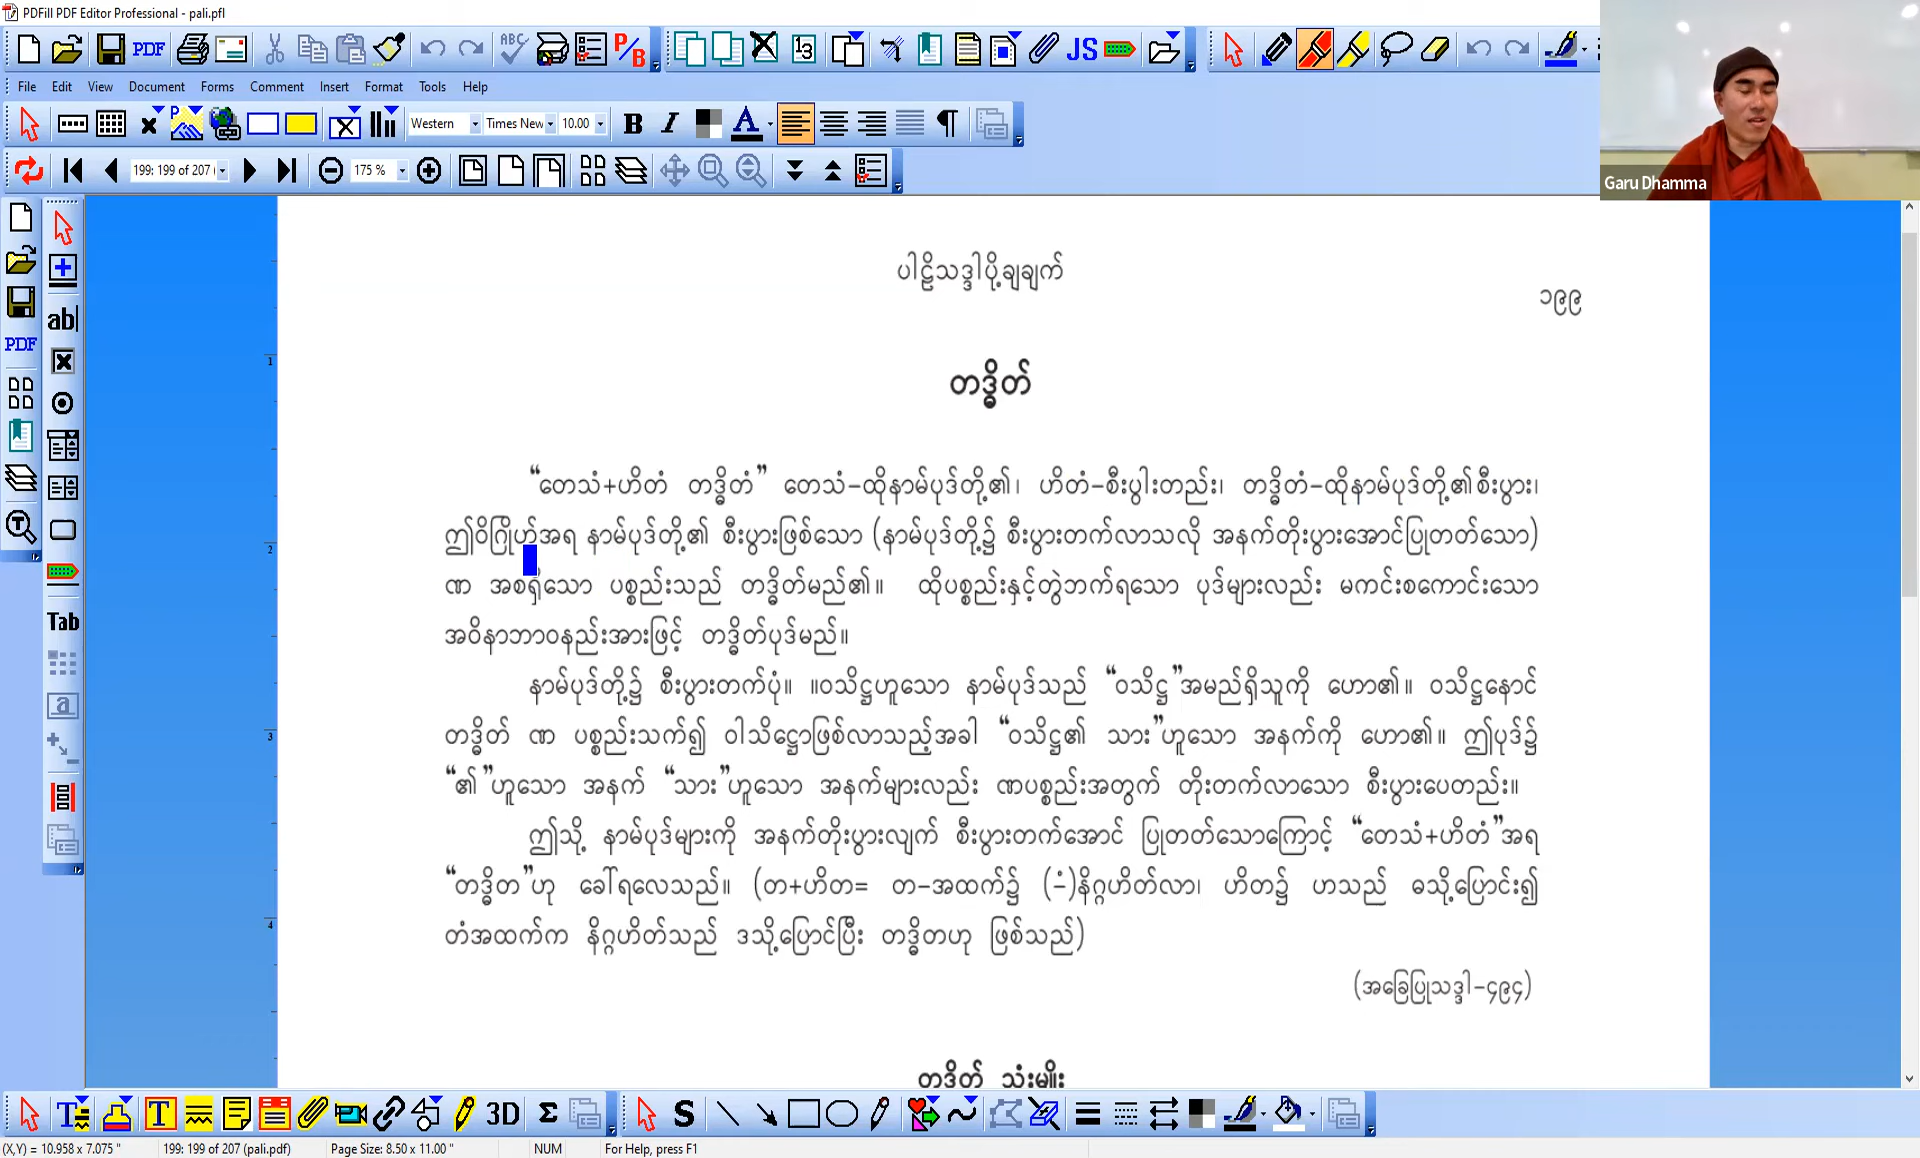 PDFill PDF Editor Professional - pali.pfl
File Edit View Document Forms Comment Insert Format Tools Help
Western Times New 10.00
199: 199 of 207 175 %
Garu Dhamma
ပါဠိသဒ္ဒါပို့ချချက်
၁၉၉
တဒ္ဓိတ်
“တေသံ+ဟိတံ တဒ္ဓိတံ” တေသံ–ထိုနာမ်ပုဒ်တို့၏၊ ဟိတံ–စီးပွါးတည်း၊ တဒ္ဓိတံ–ထိုနာမ်ပုဒ်တို့၏စီးပွား၊
ဤဝိဂြိုဟ်အရ နာမ်ပုဒ်တို့၏ စီးပွားဖြစ်သော (နာမ်ပုဒ်တို့၌ စီးပွားတက်လာသလို အနက်တိုးပွားအောင်ပြုတတ်သော)
ဏ အစရှိသော ပစ္စည်းသည် တဒ္ဓိတ်မည်၏။ ထိုပစ္စည်းနှင့်တွဲဘက်ရသော ပုဒ်များလည်း မကင်းစကောင်းသော
အဝိနာဘာဝနည်းအားဖြင့် တဒ္ဓိတ်ပုဒ်မည်။
နာမ်ပုဒ်တို့၌ စီးပွားတက်ပုံ။ ။ဝသိဋ္ဌဟူသော နာမ်ပုဒ်သည် “ဝသိဋ္ဌ”အမည်ရှိသူကို ဟော၏။ ဝသိဋ္ဌနောင်
တဒ္ဓိတ် ဏ ပစ္စည်းသက်၍ ဝါသိဋ္ဌောဖြစ်လာသည့်အခါ “ဝသိဋ္ဌ၏ သား”ဟူသော အနက်ကို ဟော၏။ ဤပုဒ်၌
“၏”ဟူသော အနက် “သား”ဟူသော အနက်များလည်း ဏပစ္စည်းအတွက် တိုးတက်လာသော စီးပွားပေတည်း။
ဤသို့ နာမ်ပုဒ်များကို အနက်တိုးပွားလျက် စီးပွားတက်အောင် ပြုတတ်သောကြောင့် “တေသံ+ဟိတံ”အရ
“တဒ္ဓိတ”ဟု ခေါ်ရလေသည်။ (တ+ဟိတ= တ–အထက်၌ (–ံ)နိဂ္ဂဟိတ်လာ၊ ဟိတ၌ ဟသည် ဓသို့ပြောင်း၍
တံအထက်က နိဂ္ဂဟိတ်သည် ဒသို့ပြောင်ပြီး တဒ္ဓိတဟု ဖြစ်သည်)
(အခြေပြုသဒ္ဒါ–၄၉၄)
တဒ္ဓိတ် သုံးမျိုး
(X,Y) = 10.958 x 7.075 " 199: 199 of 207 (pali.pdf) Page Size: 8.50 x 11.00 " NUM For Help, press F1